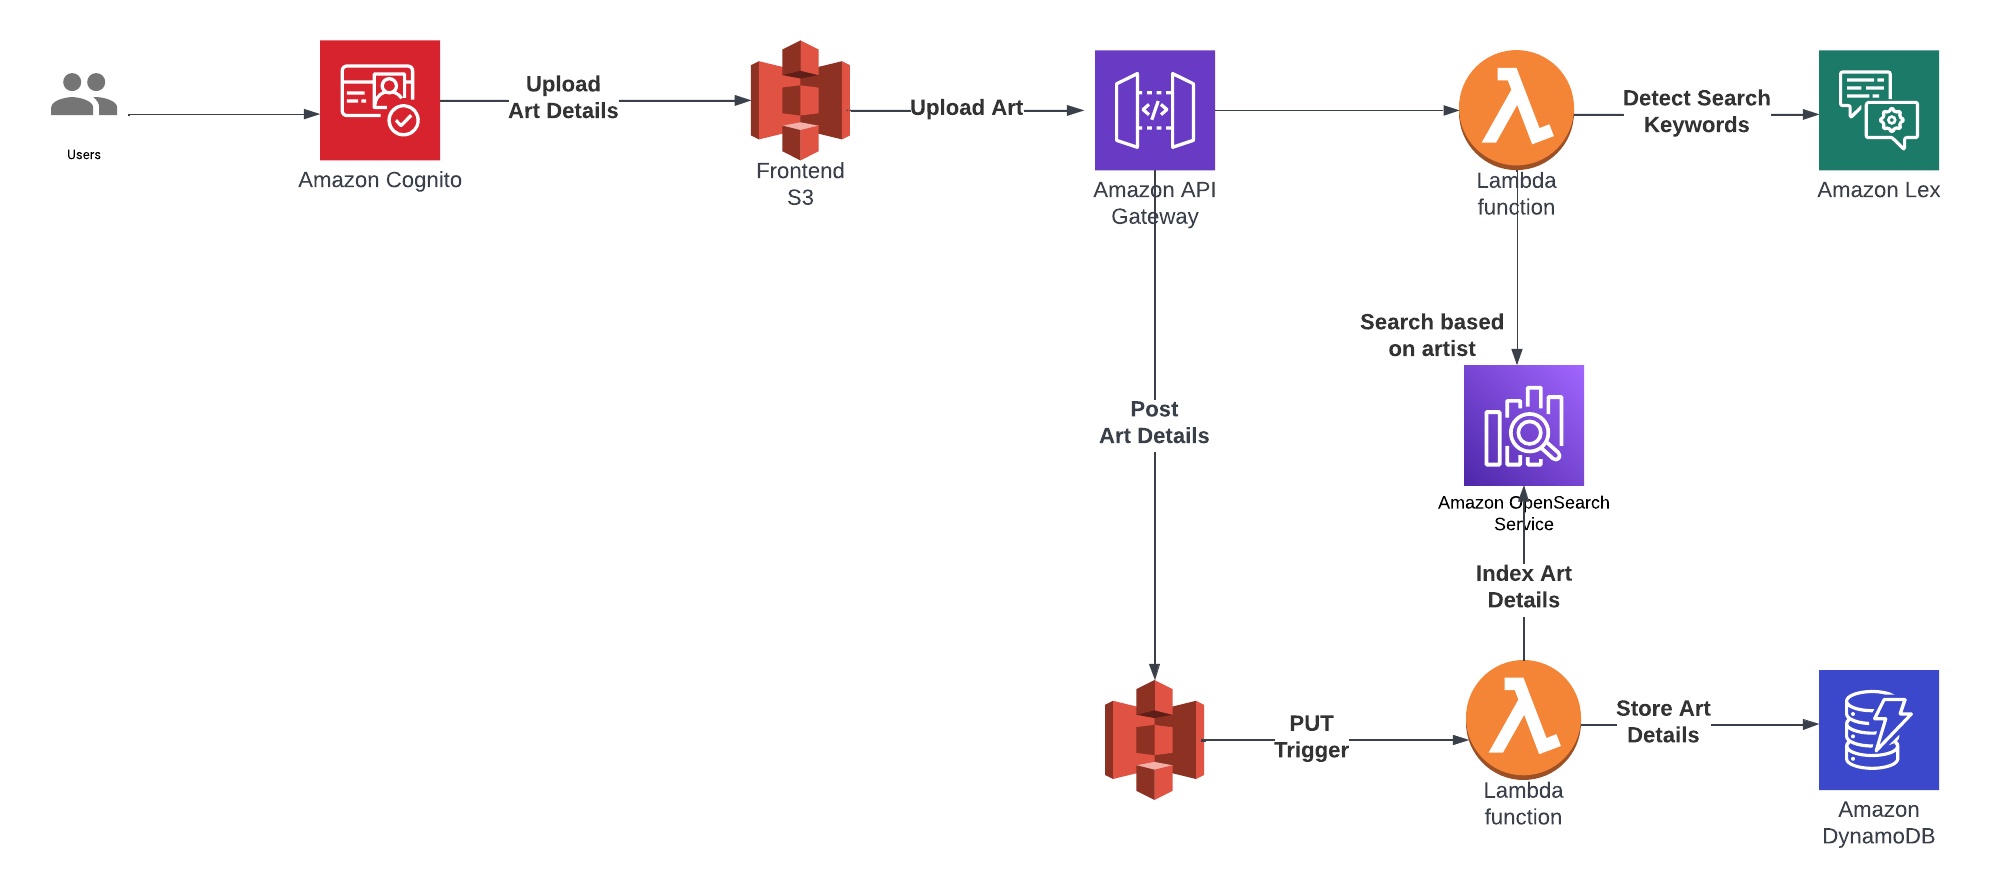 Users
Amazon Cognito
Upload
Art Details
Frontend
S3
Upload Art
Amazon API
Gateway
Lambda
function
Detect Search
Keywords
Amazon Lex
Search based
on artist
Post
Art Details
Amazon OpenSearch
Service
Index Art
Details
PUT
Trigger
Lambda
function
Store Art
Details
Amazon
DynamoDB